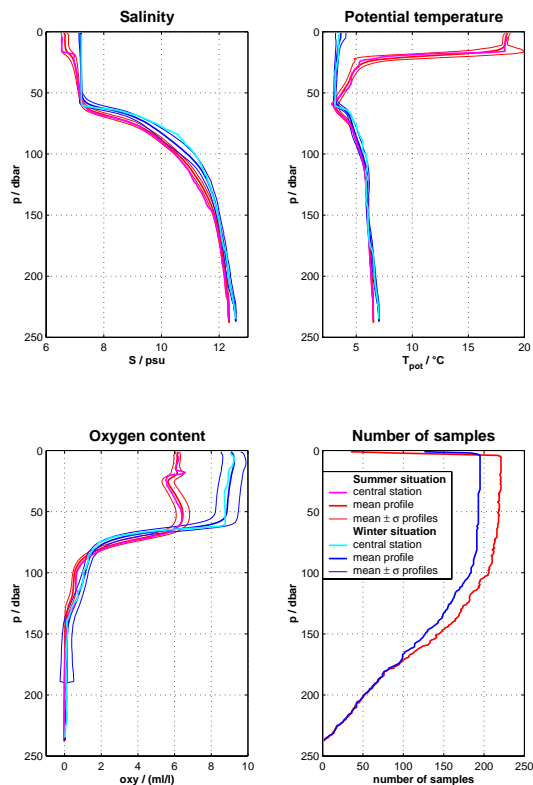 Salinity
0
50
100
150
200
250
p / dbar
6
8
10
12
S / psu
Potential temperature
0
50
100
150
200
250
p / dbar
5
10
15
20
T_pot / °C
Oxygen content
0
50
100
150
200
250
p / dbar
0
2
4
6
8
10
oxy / (ml/l)
Number of samples
0
50
100
150
200
250
p / dbar
Summer situation
central station
mean profile
mean ± σ profiles
Winter situation
central station
mean profile
mean ± σ profiles
0
50
100
150
200
250
number of samples